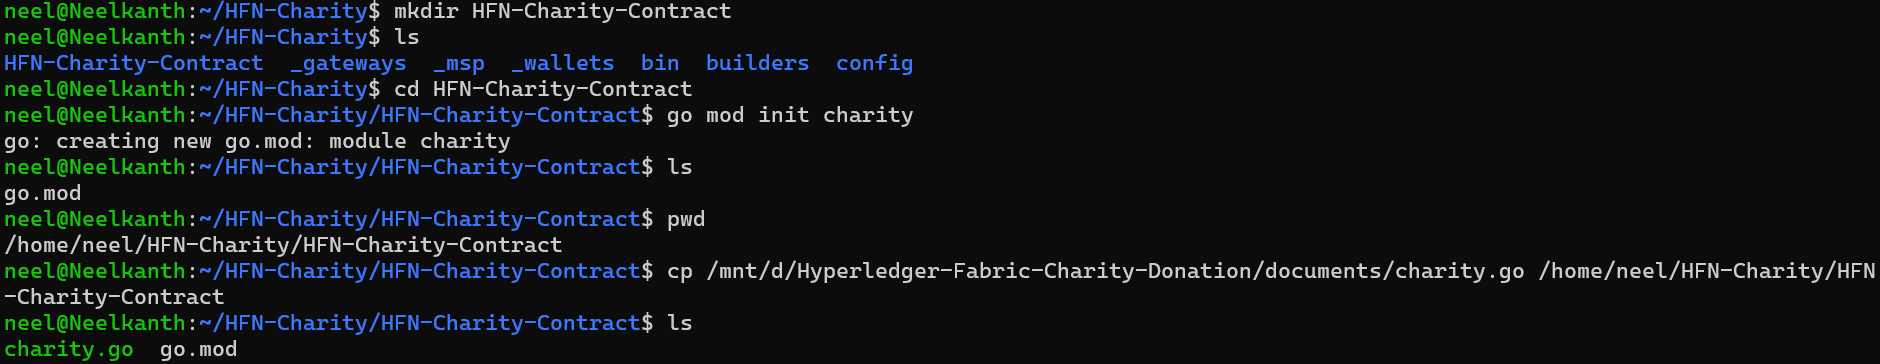 neel@Neelkanth:~/HFN-Charity$ mkdir HFN-Charity-Contract
neel@Neelkanth:~/HFN-Charity$ ls
HFN-Charity-Contract  _gateways  _msp  _wallets  bin  builders  config
neel@Neelkanth:~/HFN-Charity$ cd HFN-Charity-Contract
neel@Neelkanth:~/HFN-Charity/HFN-Charity-Contract$ go mod init charity
go: creating new go.mod: module charity
neel@Neelkanth:~/HFN-Charity/HFN-Charity-Contract$ ls
go.mod
neel@Neelkanth:~/HFN-Charity/HFN-Charity-Contract$ pwd
/home/neel/HFN-Charity/HFN-Charity-Contract
neel@Neelkanth:~/HFN-Charity/HFN-Charity-Contract$ cp /mnt/d/Hyperledger-Fabric-Charity-Donation/documents/charity.go /home/neel/HFN-Charity/HFN
-Charity-Contract
neel@Neelkanth:~/HFN-Charity/HFN-Charity-Contract$ ls
charity.go  go.mod